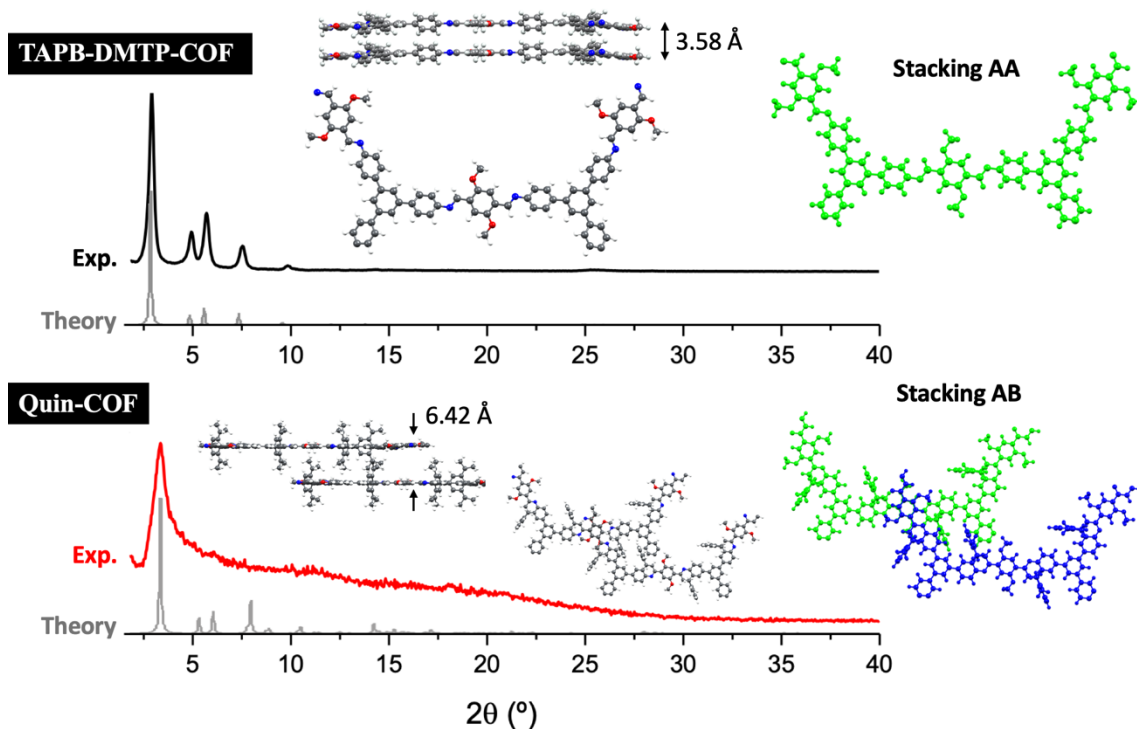 TAPB-DMTP-COF
3.58 Å
Stacking AA
Exp.
Theory
5 10 15 20 25 30 35 40
Quin-COF
6.42 Å
Stacking AB
Exp.
Theory
5 10 15 20 25 30 35 40
2θ (º)